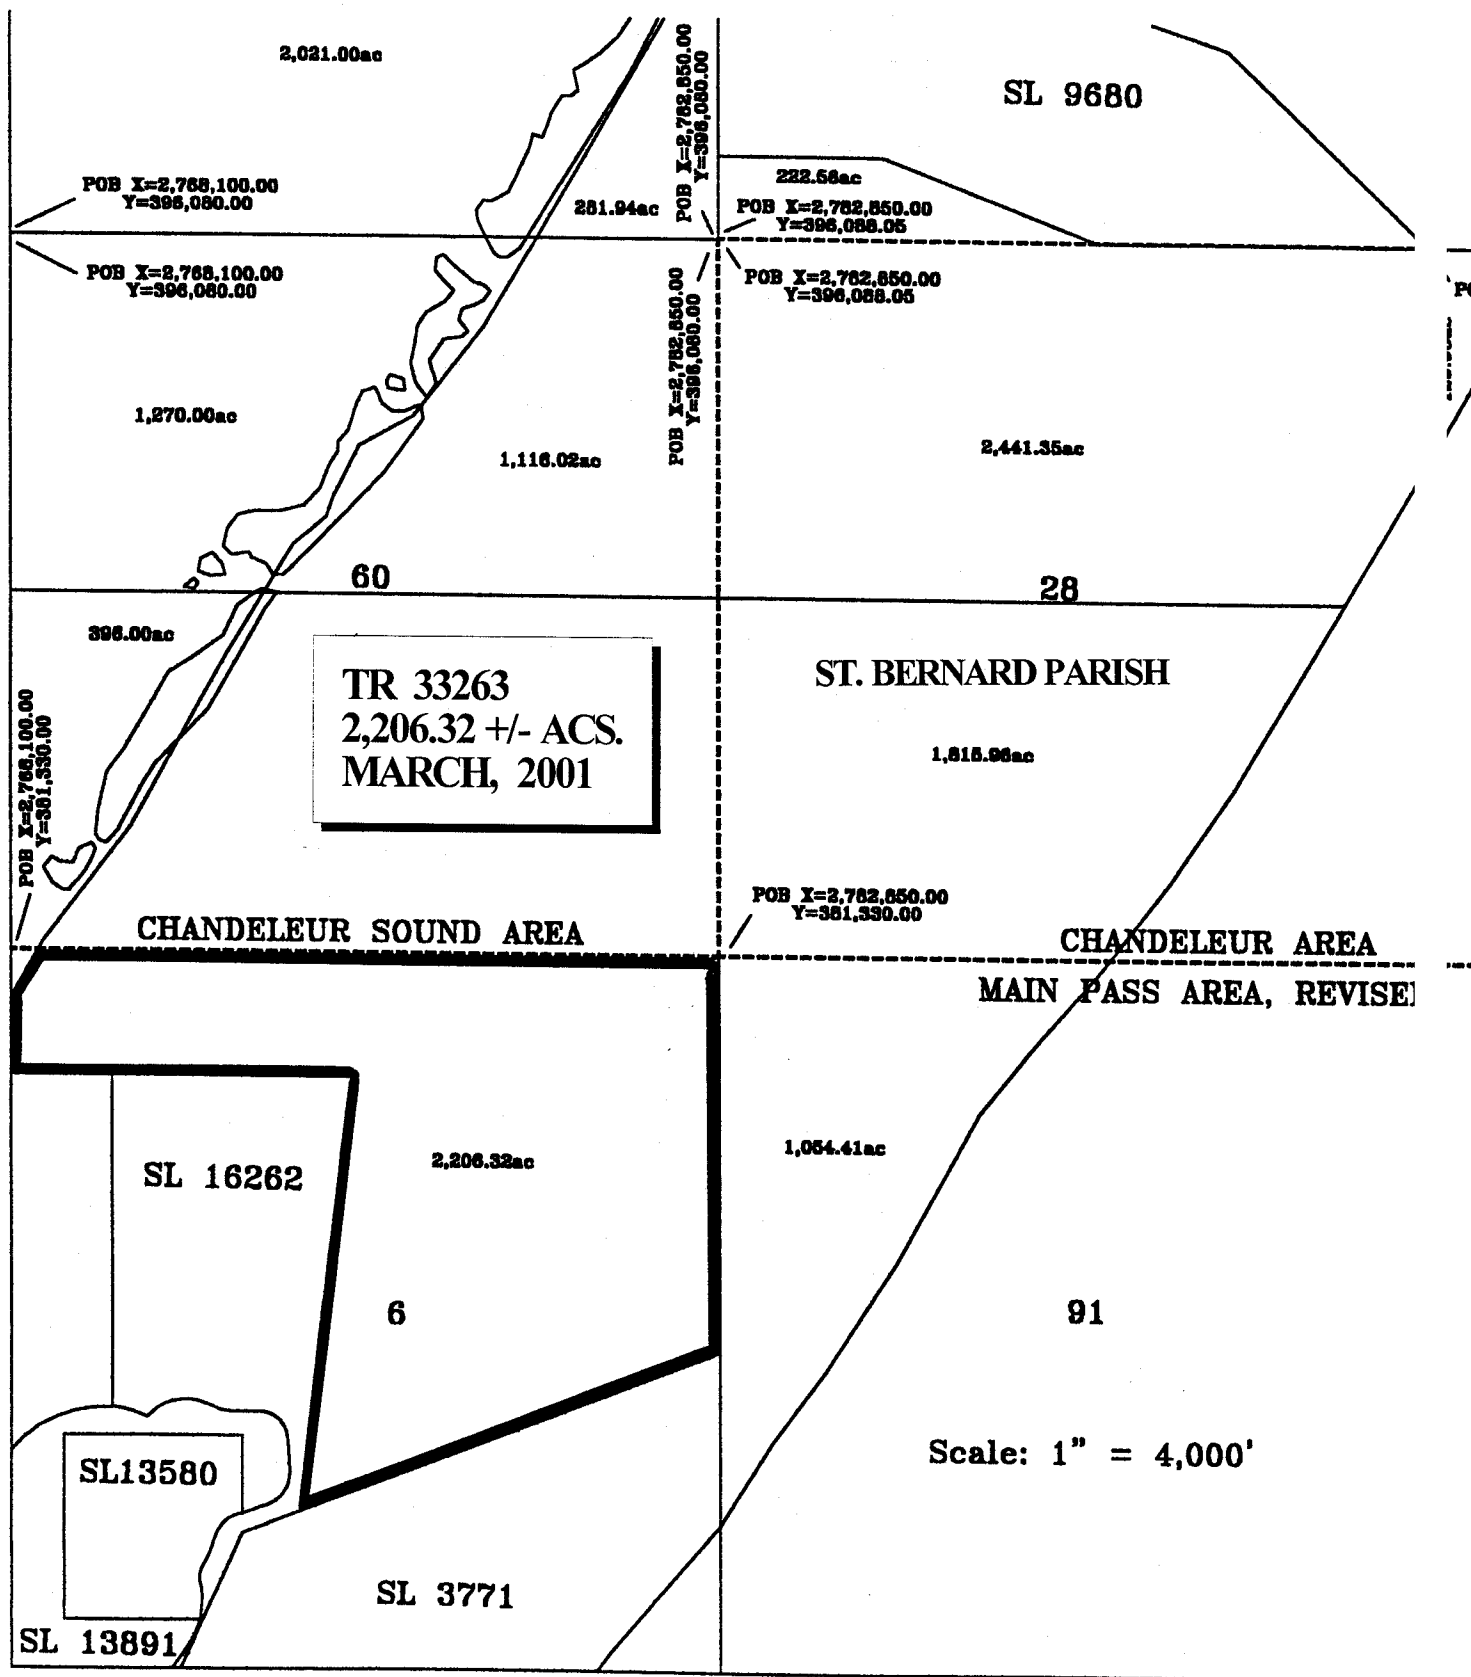 2,021.00ac
SL 9680
POB X=2,782,850.00
Y=396,080.00
222.56ac
POB X=2,768,100.00
Y=396,080.00
281.94ac
POB X=2,782,850.00
Y=396,088.05
POB X=2,768,100.00
Y=396,080.00
POB X=2,782,850.00
Y=396,088.05
POB X=2,782,850.00
Y=396,080.00
1,270.00ac
1,116.02ac
2,441.35ac
60
28
396.00ac
TR 33263
2,206.32 +/- ACS.
MARCH, 2001
ST. BERNARD PARISH
1,815.96ac
POB X=2,768,100.00
Y=381,330.00
POB X=2,782,850.00
Y=381,330.00
CHANDELEUR SOUND AREA
CHANDELEUR AREA
MAIN PASS AREA, REVISE
SL 16262
2,206.32ac
1,054.41ac
6
91
SL13580
Scale: 1" = 4,000'
SL 3771
SL 13891